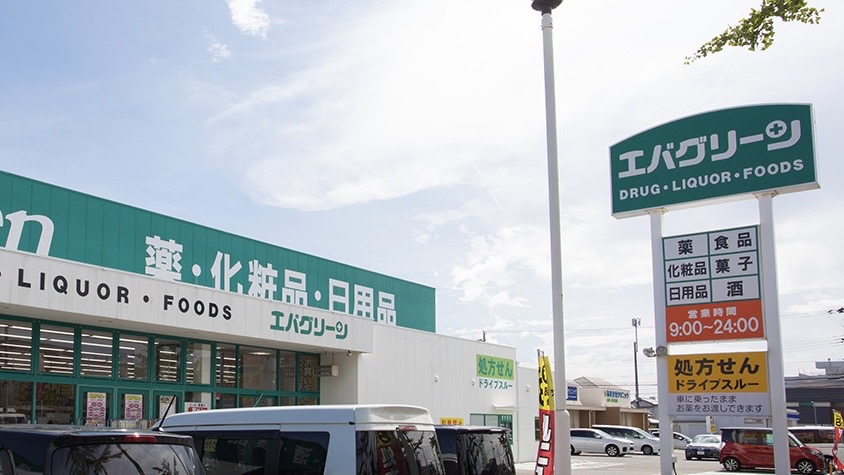 en
薬・化粧品・日用品
LIQUOR・FOODS
エバグリーン
処方せん
ドライブスルー
エバグリーン
DRUG・LIQUOR・FOODS
薬 食品
化粧品 菓子
日用品 酒
営業時間
9:00〜24:00
処方せん
ドライブスルー
車に乗ったまま
お薬をお渡しできます